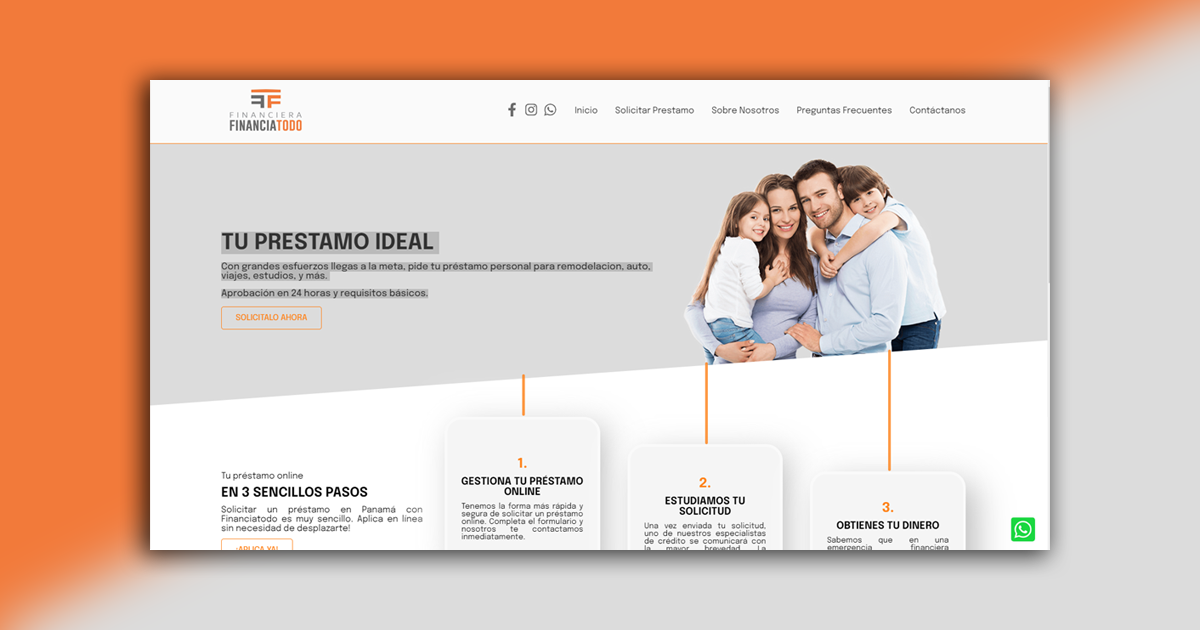 FINANCIERA
FINANCIATODO
Inicio
Solicitar Prestamo
Sobre Nosotros
Preguntas Frecuentes
Contáctanos
TU PRESTAMO IDEAL
Con grandes esfuerzos llegas a la meta, pide tu préstamo personal para remodelacion, auto,
viajes, estudios, y más.
Aprobación en 24 horas y requisitos básicos.
SOLICITALO AHORA
Tu préstamo online
EN 3 SENCILLOS PASOS
Solicitar un préstamo en Panamá con
Financiatodo es muy sencillo. Aplica en línea
sin necesidad de desplazarte!
¡APLICA YA!
1.
GESTIONA TU PRÉSTAMO
ONLINE
Tenemos la forma más rápida y
segura de solicitar un préstamo
online. Completa el formulario y
nosotros te contactamos
inmediatamente.
2.
ESTUDIAMOS TU
SOLICITUD
Una vez enviada tu solicitud,
uno de nuestros especialistas
de crédito se comunicará con
la mayor brevedad. La
3.
OBTIENES TU DINERO
Sabemos que en una
emergencia financiera